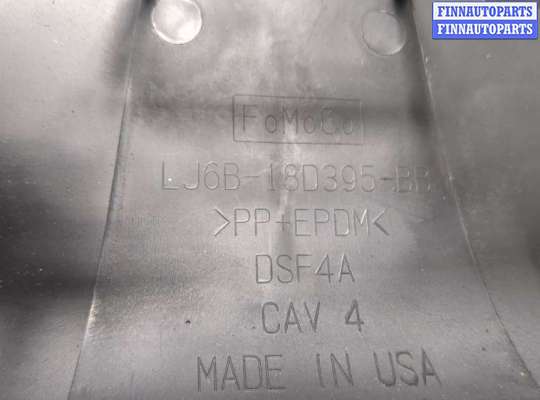 FINNAUTOPARTS
FINNAUTOPARTS
FoMoCo
LJ6B-18D395-BB
>PP+EPDM<
DSF4A
CAV 4
MADE IN USA